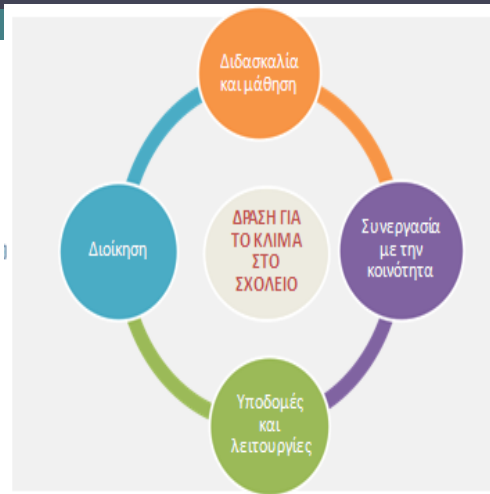 Διδασκαλία
και μάθηση
Διοίκηση
ΔΡΑΣΗ ΓΙΑ
ΤΟ ΚΛΙΜΑ
ΣΤΟ
ΣΧΟΛΕΙΟ
Συνεργασία
με την
κοινότητα
Υποδομές
και
λειτουργίες